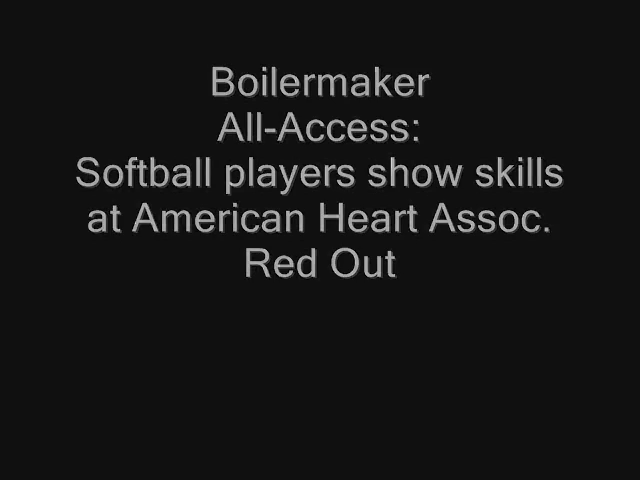 Boilermaker
All-Access:
Softball players show skills
at American Heart Assoc.
Red Out